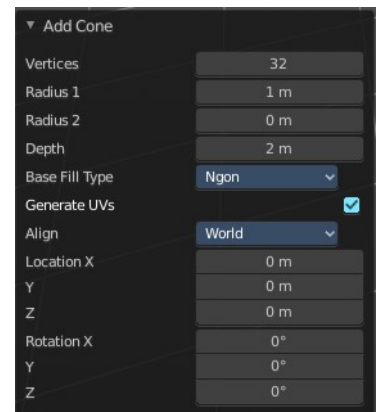 Add Cone
Vertices 32
Radius 1 1 m
Radius 2 0 m
Depth 2 m
Base Fill Type Ngon
Generate UVs
Align World
Location X 0 m
Y 0 m
Z 0 m
Rotation X 0°
Y 0°
Z 0°